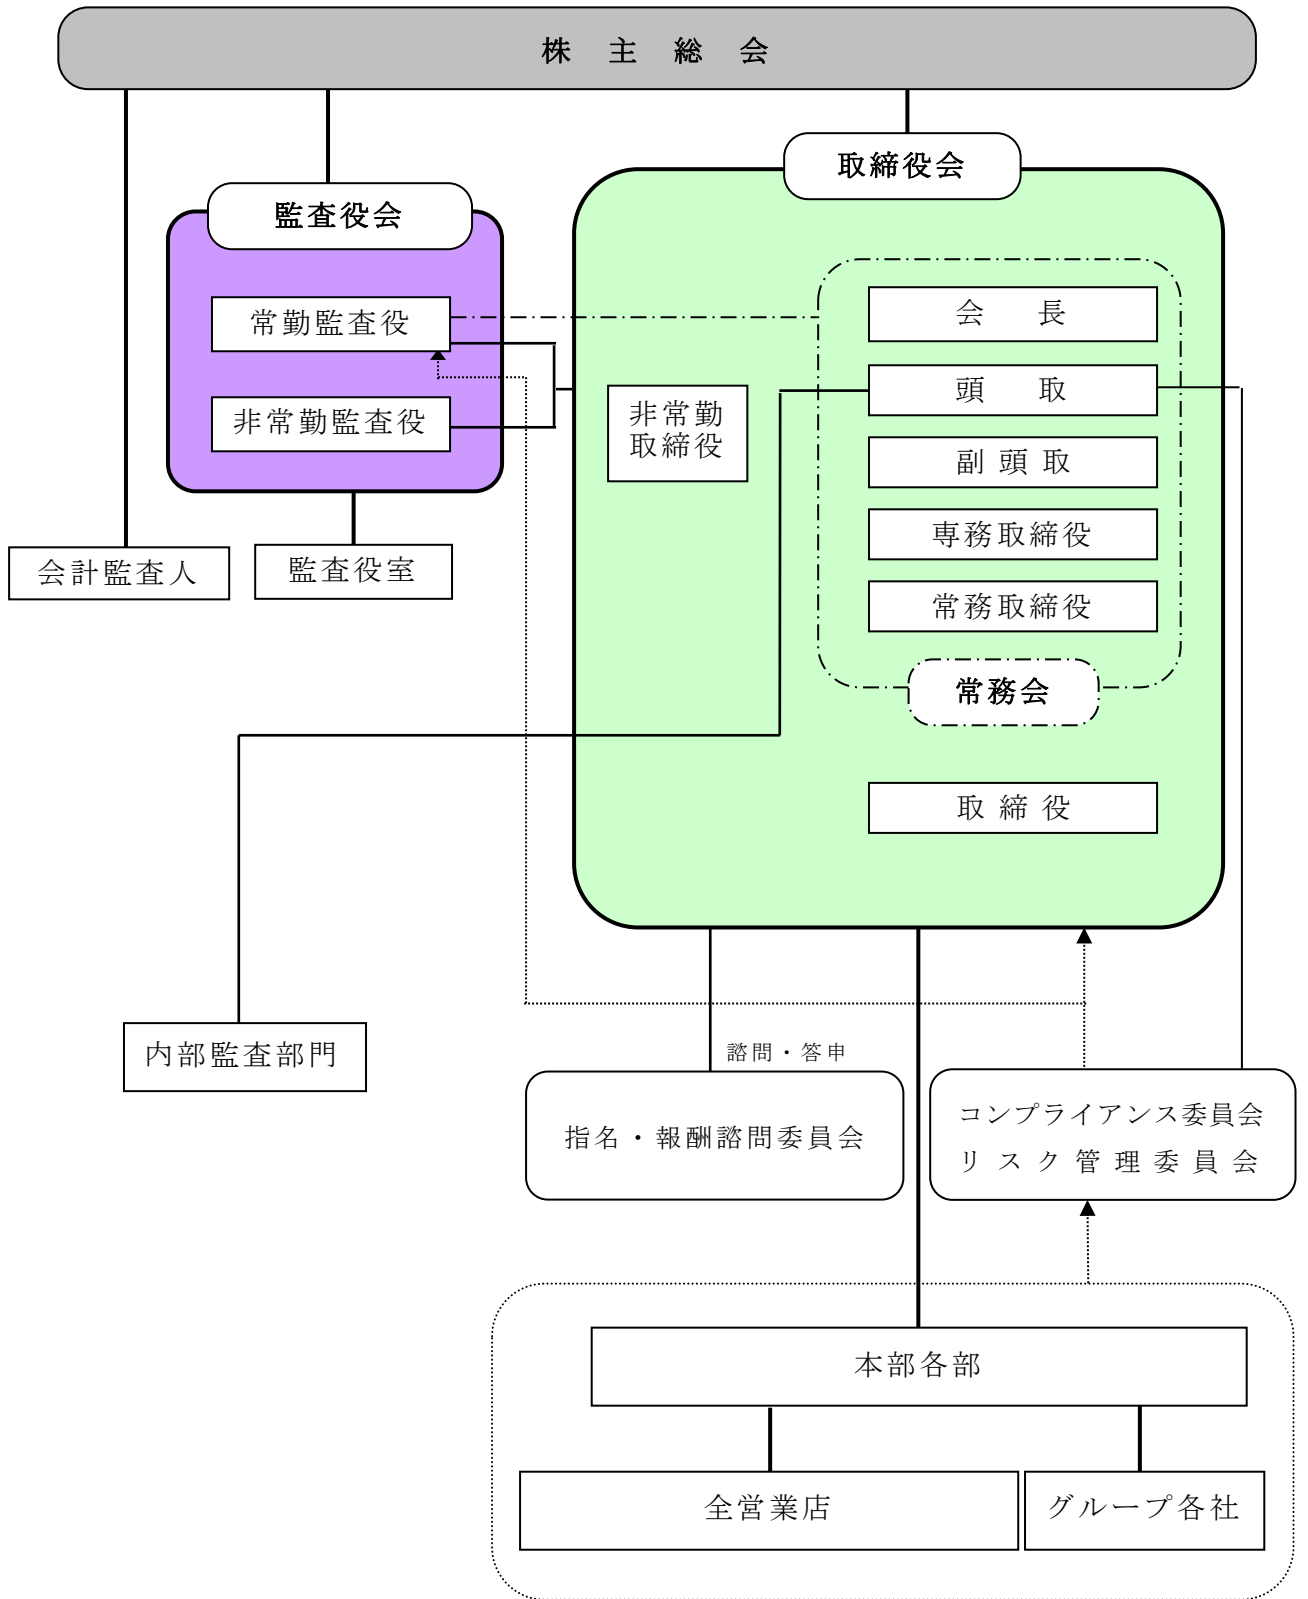 株 主 総 会
取締役会
監査役会
会 長
常勤監査役
頭 取
非常勤
取締役
非常勤監査役
副 頭 取
専務取締役
会計監査人
監査役室
常務取締役
常務会
取 締 役
内部監査部門
諮問・答申
指名・報酬諮問委員会
コンプライアンス委員会
リ ス ク 管 理 委 員 会
本部各部
全営業店
グループ各社